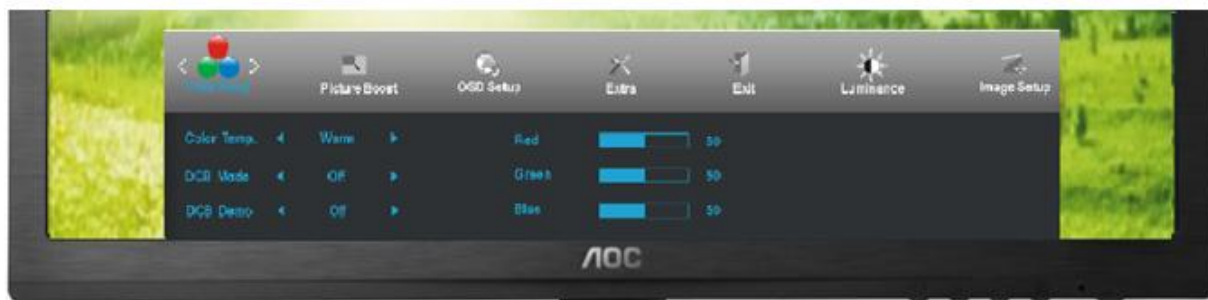 Picture Boost OSD Setup Extra Exit Luminance Image Setup
Color Temp. Warm Red 50
DCB Mode Off Green 50
DCB Demo Off Blue 50
AOC